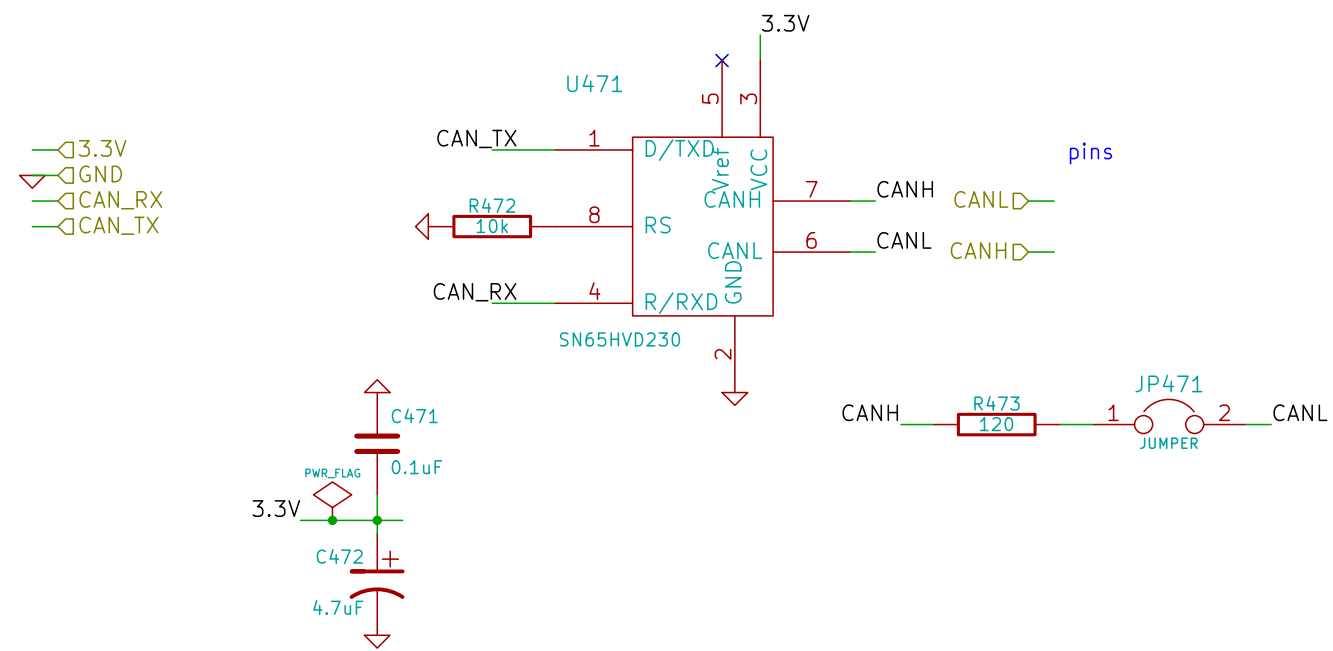 3.3V
U471
5
3
CAN_TX
1
D/TXD
Vref
VCC
pins
3.3V
GND
CAN_RX
CAN_TX
R472
10k
8
RS
CANH
7
CANH
CANL
CANL
6
CANL
CANH
GND
CAN_RX
4
R/RXD
SN65HVD230
2
C471
0.1uF
PWR_FLAG
3.3V
C472
4.7uF
CANH
R473
120
1
JP471
2
CANL
JUMPER